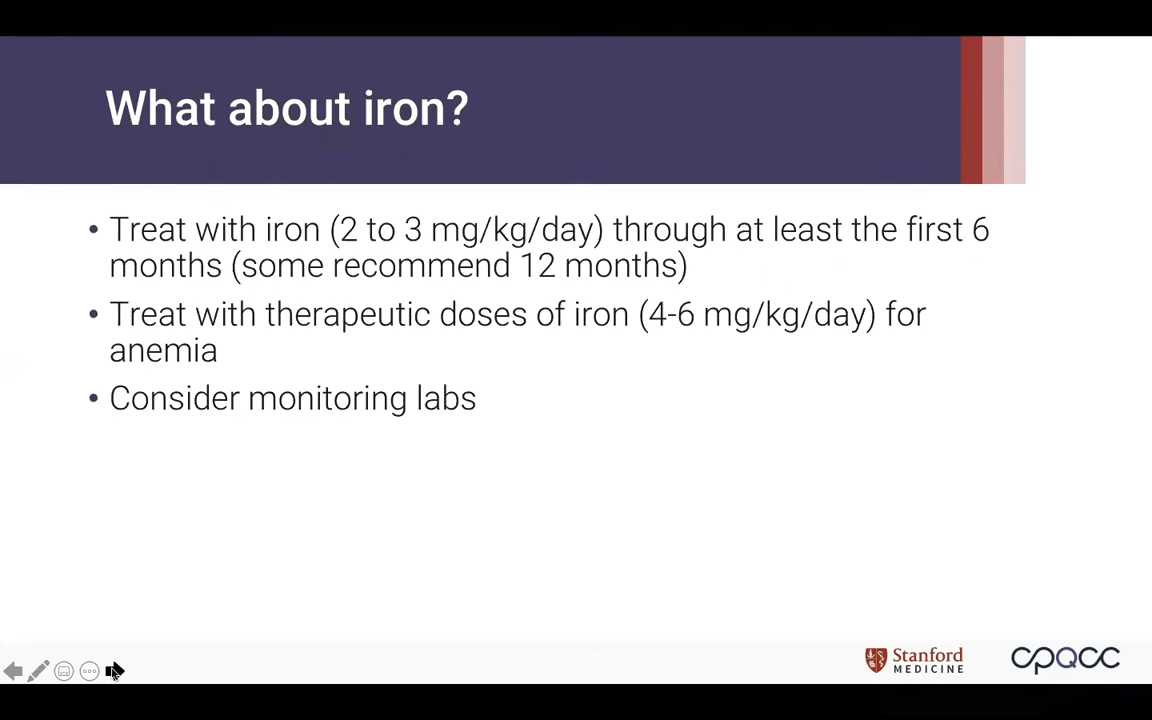 What about iron?
• Treat with iron (2 to 3 mg/kg/day) through at least the first 6
months (some recommend 12 months)
• Treat with therapeutic doses of iron (4-6 mg/kg/day) for
anemia
• Consider monitoring labs
Stanford
MEDICINE
cpqcc